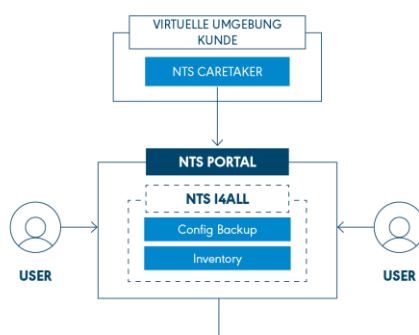 VIRTUELLE UMGEBUNG
KUNDE
NTS CARETAKER
NTS PORTAL
NTS I4ALL
Config Backup
Inventory
USER
USER